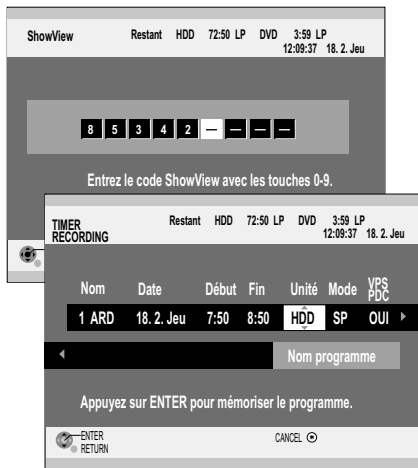 ShowView Restant HDD 72:50 LP DVD 3:59 LP
12:09:37 18. 2. Jeu
8 5 3 4 2 — — — —
Entrez le code ShowView avec les touches 0-9.
TIMER RECORDING Restant HDD 72:50 LP DVD 3:59 LP
12:09:37 18. 2. Jeu
Nom Date Début Fin Unité Mode VPS PDC
1 ARD 18. 2. Jeu 7:50 8:50 HDD SP OUI
Nom programme
Appuyez sur ENTER pour mémoriser le programme.
ENTER CANCEL
RETURN